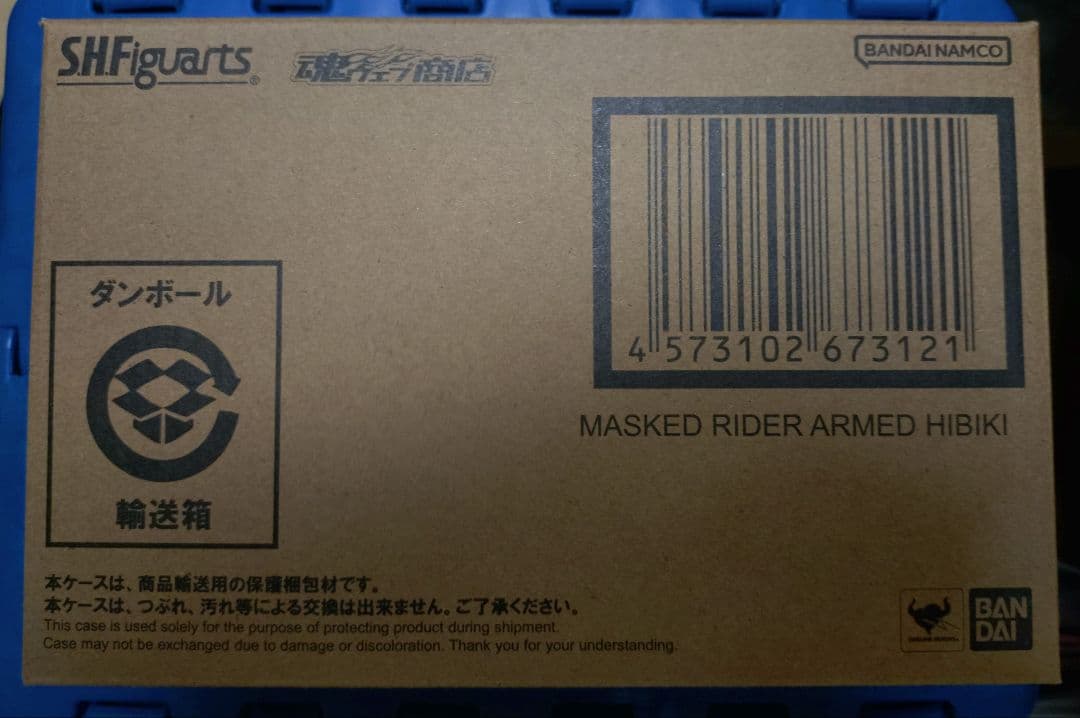 S.H.Figuarts®
魂ウェブ商店
BANDAI NAMCO
4 573102 673121
MASKED RIDER ARMED HIBIKI
ダンボール
輸送箱
本ケースは、商品輸送用の保護梱包材です。
本ケースは、つぶれ、汚れ等による交換は出来ません。ご了承ください。
This case is used solely for the purpose of protecting product during shipment.
Case may not be exchanged due to damage or discoloration. Thank you for your understanding.
BAN
DAI